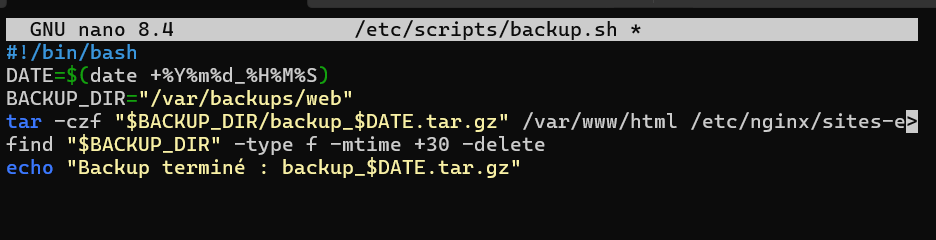 GNU nano 8.4 /etc/scripts/backup.sh *
#!/bin/bash
DATE=$(date +%Y%m%d_%H%M%S)
BACKUP_DIR="/var/backups/web"
tar -czf "$BACKUP_DIR/backup_$DATE.tar.gz" /var/www/html /etc/nginx/sites-e>
find "$BACKUP_DIR" -type f -mtime +30 -delete
echo "Backup terminé : backup_$DATE.tar.gz"